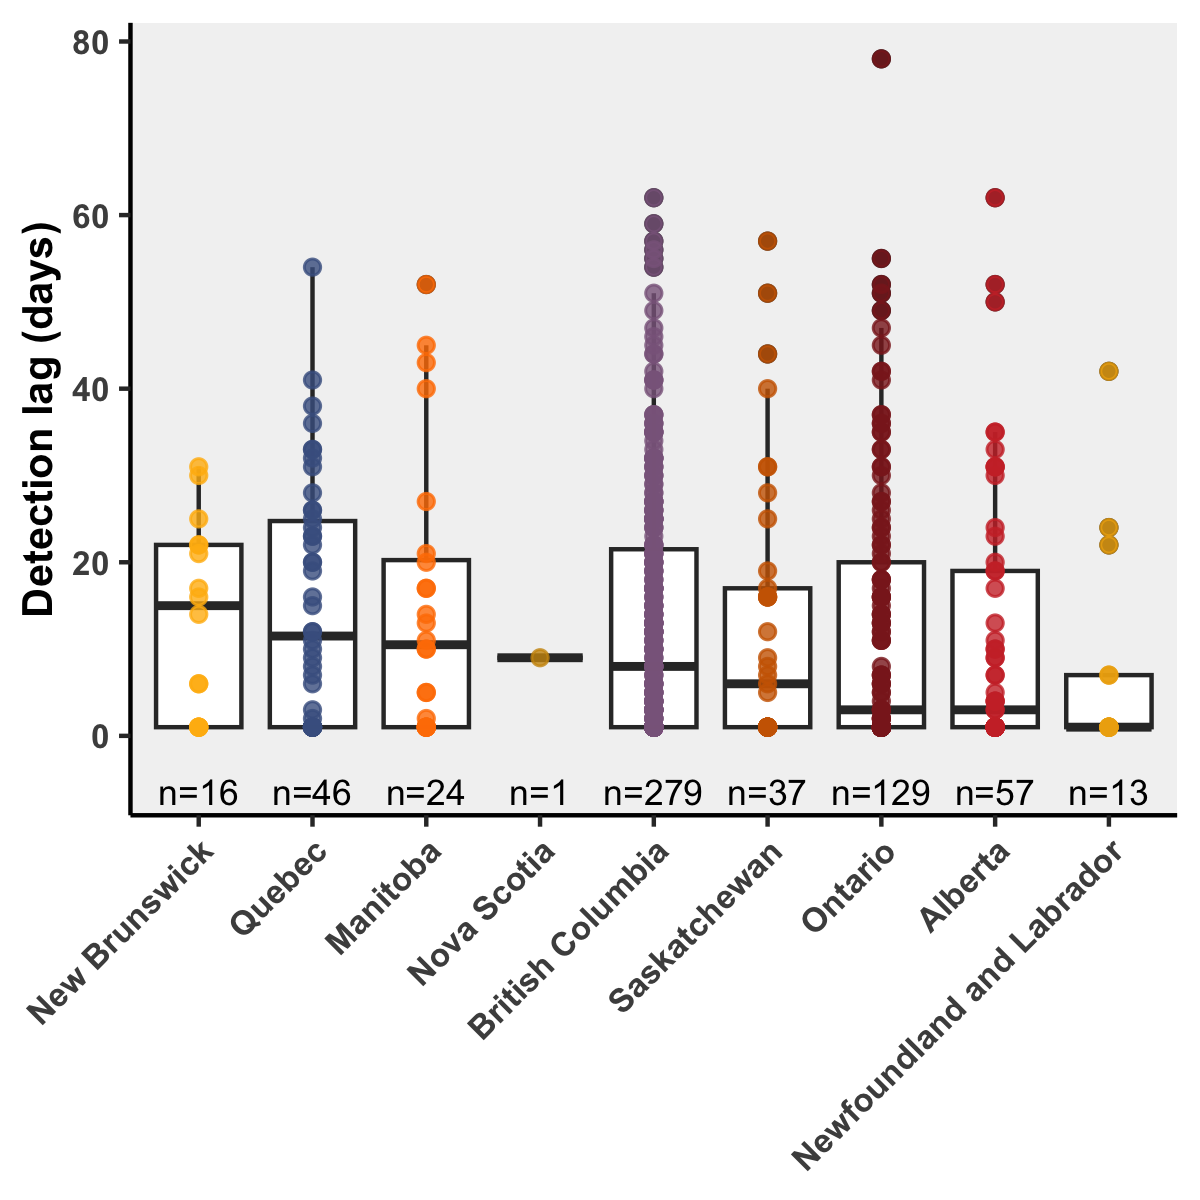 Detection lag (days)
80
60
40
20
0
n=16 n=46 n=24 n=1 n=279 n=37 n=129 n=57 n=13
New Brunswick
Quebec
Manitoba
Nova Scotia
British Columbia
Saskatchewan
Ontario
Alberta
Newfoundland and Labrador